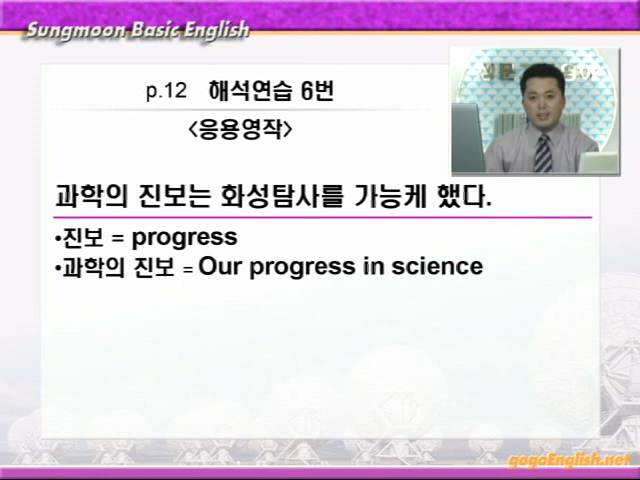 Sungmoon Basic English
p.12 해석연습 6번
<응용영작>
과학의 진보는 화성탐사를 가능케 했다.
•진보 = progress
•과학의 진보 = Our progress in science
gogoEnglish.net